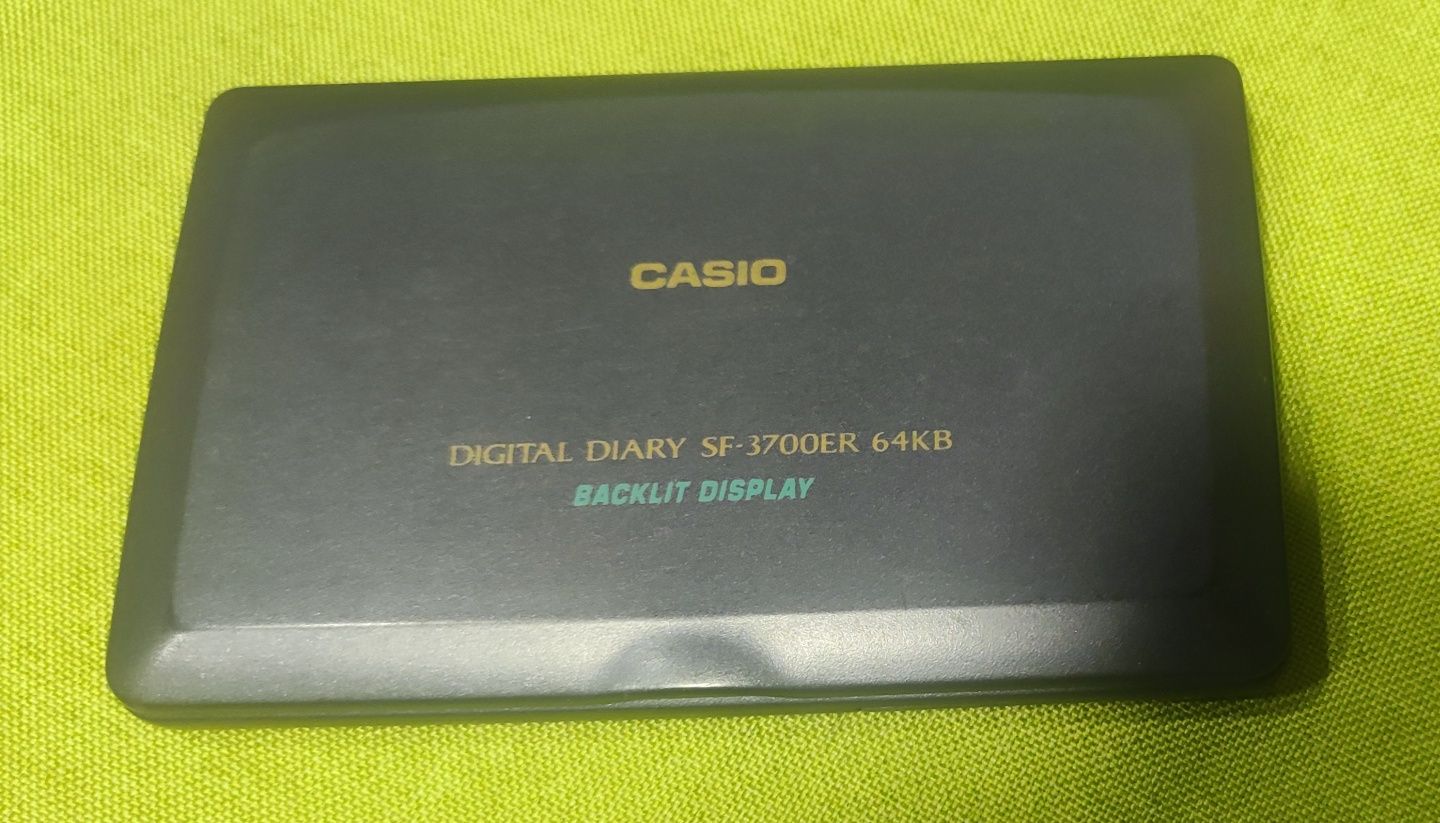 CASIO
DIGITAL DIARY SF-3700ER 64KB
BACKLIT DISPLAY